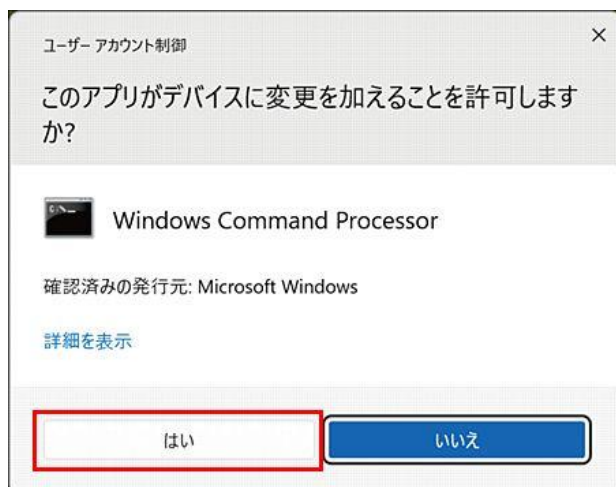 ユーザー アカウント制御
このアプリがデバイスに変更を加えることを許可します
か?
Windows Command Processor
確認済みの発行元: Microsoft Windows
詳細を表示
はい
いいえ